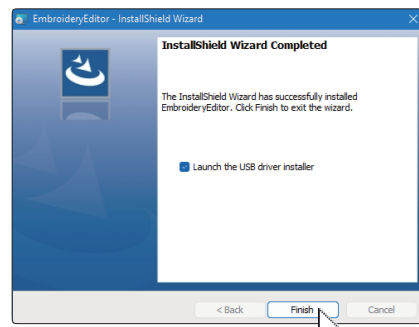 EmbroideryEditor - InstallShield Wizard
InstallShield Wizard Completed
The InstallShield Wizard has successfully installed
EmbroideryEditor. Click Finish to exit the wizard.
Launch the USB driver installer
< Back
Finish
Cancel